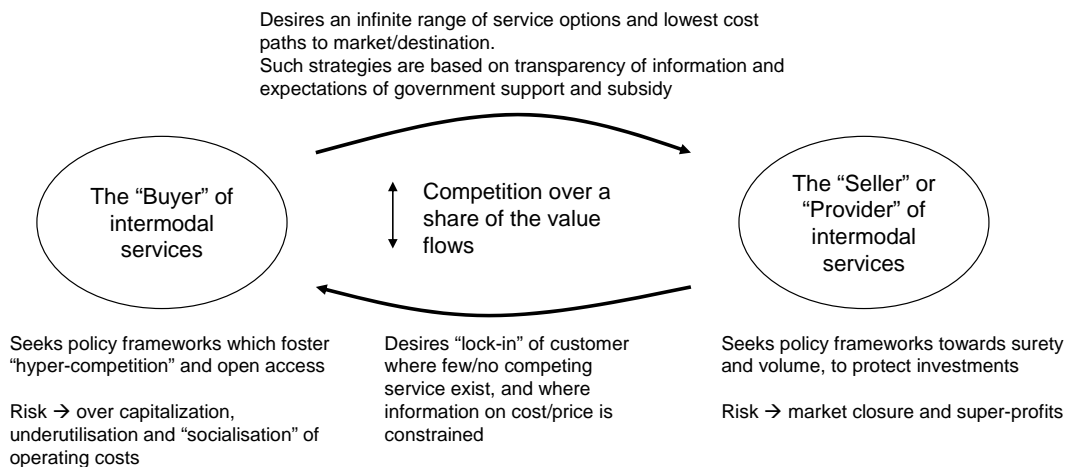 Desires an infinite range of service options and lowest cost
paths to market/destination.
Such strategies are based on transparency of information and
expectations of government support and subsidy
The “Buyer” of
intermodal
services
Competition over a
share of the value
flows
The “Seller” or
“Provider” of
intermodal
services
Seeks policy frameworks which foster
“hyper-competition” and open access
Risk → over capitalization,
underutilisation and “socialisation” of
operating costs
Desires “lock-in” of customer
where few/no competing
service exist, and where
information on cost/price is
constrained
Seeks policy frameworks towards surety
and volume, to protect investments
Risk → market closure and super-profits